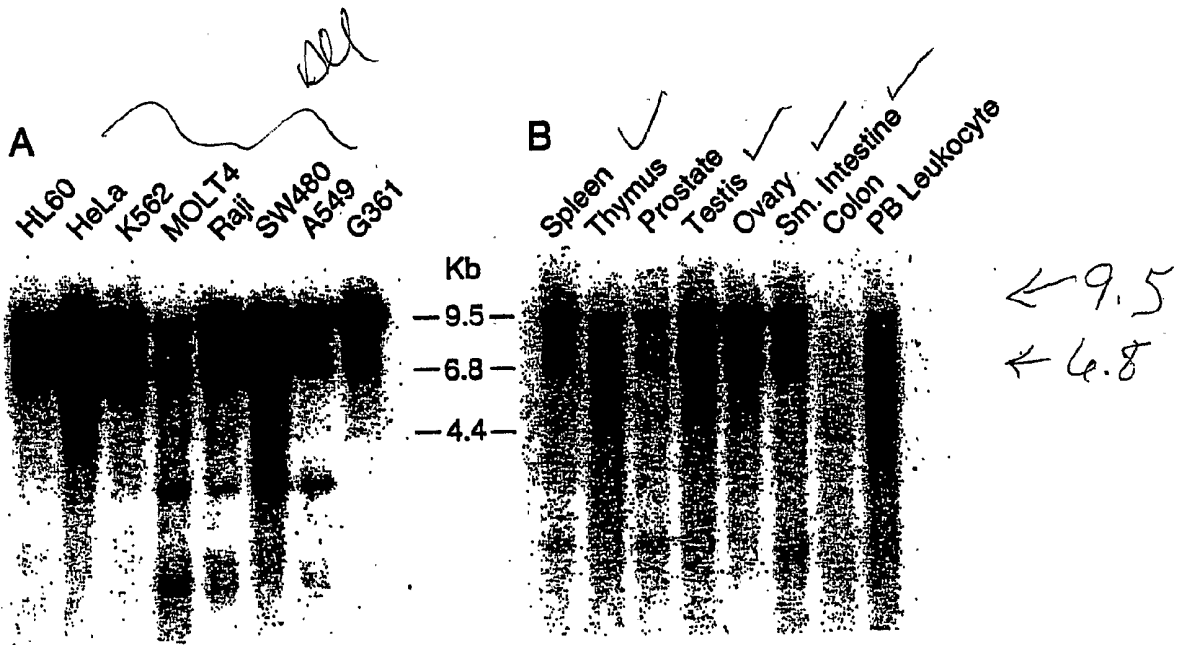 All
A
HL60
HeLa
K562
MOLT4
Raji
SW480
A549
G361
B
Spleen
Thymus
Prostate
Testis
Ovary
Sm. Intestine
Colon
PB Leukocyte
Kb
—9.5—
—6.8—
—4.4—
←9.5
←6.8